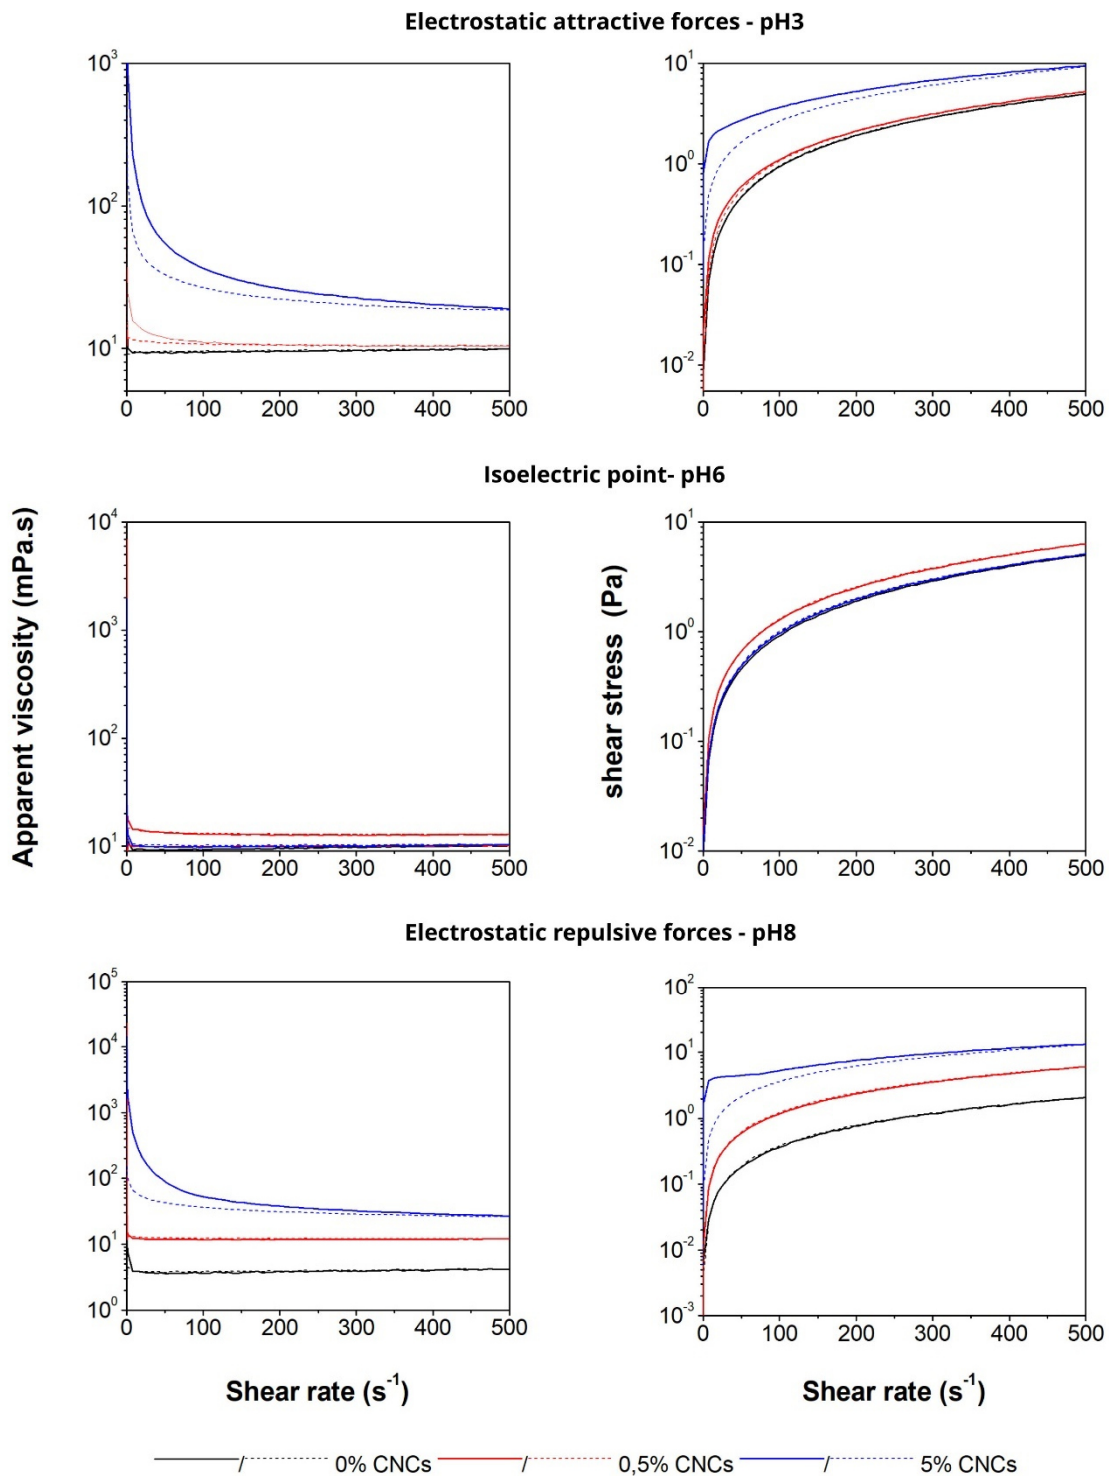 Electrostatic attractive forces - pH3
10³
10²
10¹
0 100 200 300 400 500
10¹
10⁰
10⁻¹
10⁻²
0 100 200 300 400 500
Isoelectric point- pH6
Apparent viscosity (mPa.s)
10⁴
10³
10²
10¹
0 100 200 300 400 500
shear stress (Pa)
10¹
10⁰
10⁻¹
10⁻²
0 100 200 300 400 500
Electrostatic repulsive forces - pH8
10⁵
10⁴
10³
10²
10¹
10⁰
0 100 200 300 400 500
Shear rate (s⁻¹)
10²
10¹
10⁰
10⁻¹
10⁻²
10⁻³
0 100 200 300 400 500
Shear rate (s⁻¹)
/ 0% CNCs / 0,5% CNCs / 5% CNCs